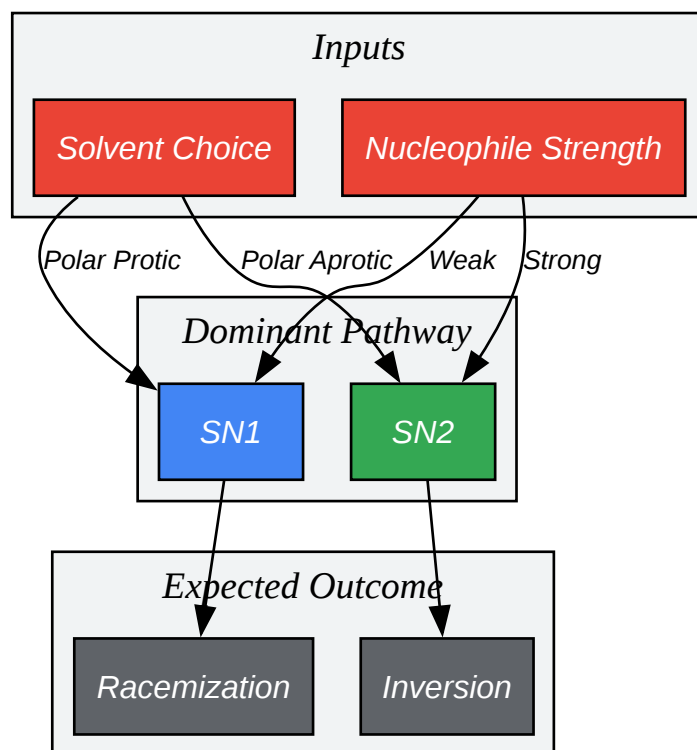 Inputs
Solvent Choice
Nucleophile Strength
Polar Protic
Polar Aprotic
Weak
Strong
Dominant Pathway
SN1
SN2
Expected Outcome
Racemization
Inversion